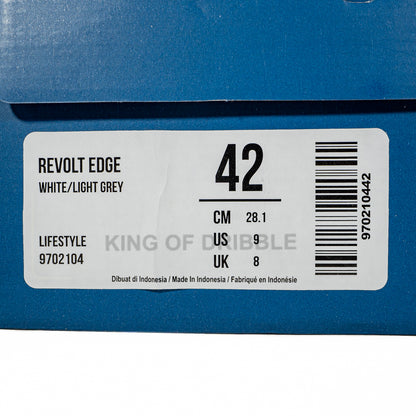 REVOLT EDGE
WHITE/LIGHT GREY
LIFESTYLE
9702104
42
CM 28.1
US 9
UK 8
KING OF DRIBBLE
Dibuat di Indonesia / Made In Indonesia / Fabriqué en Indonésie
970210442